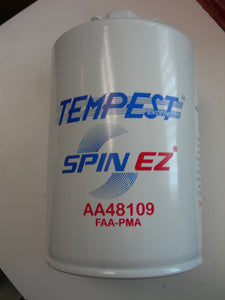 TEMPEST®
SPIN EZ®
AA48109
FAA-PMA